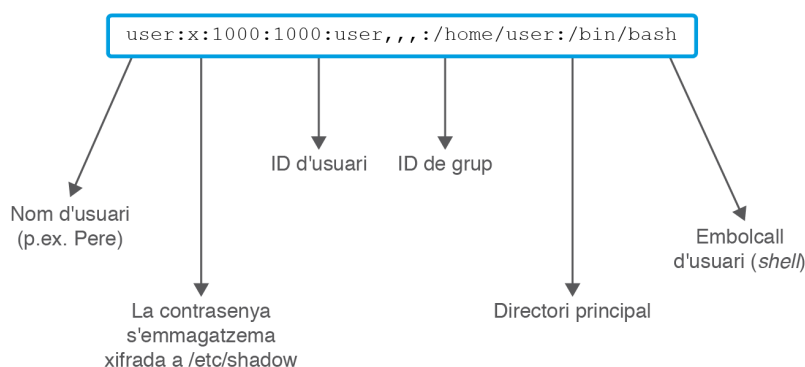 user:x:1000:1000:user,,,:/home/user:/bin/bash
ID d'usuari
ID de grup
Nom d'usuari
(p.ex. Pere)
Embolcall
d'usuari (shell)
La contrasenya
s'emmagatzema
xifrada a /etc/shadow
Directori principal